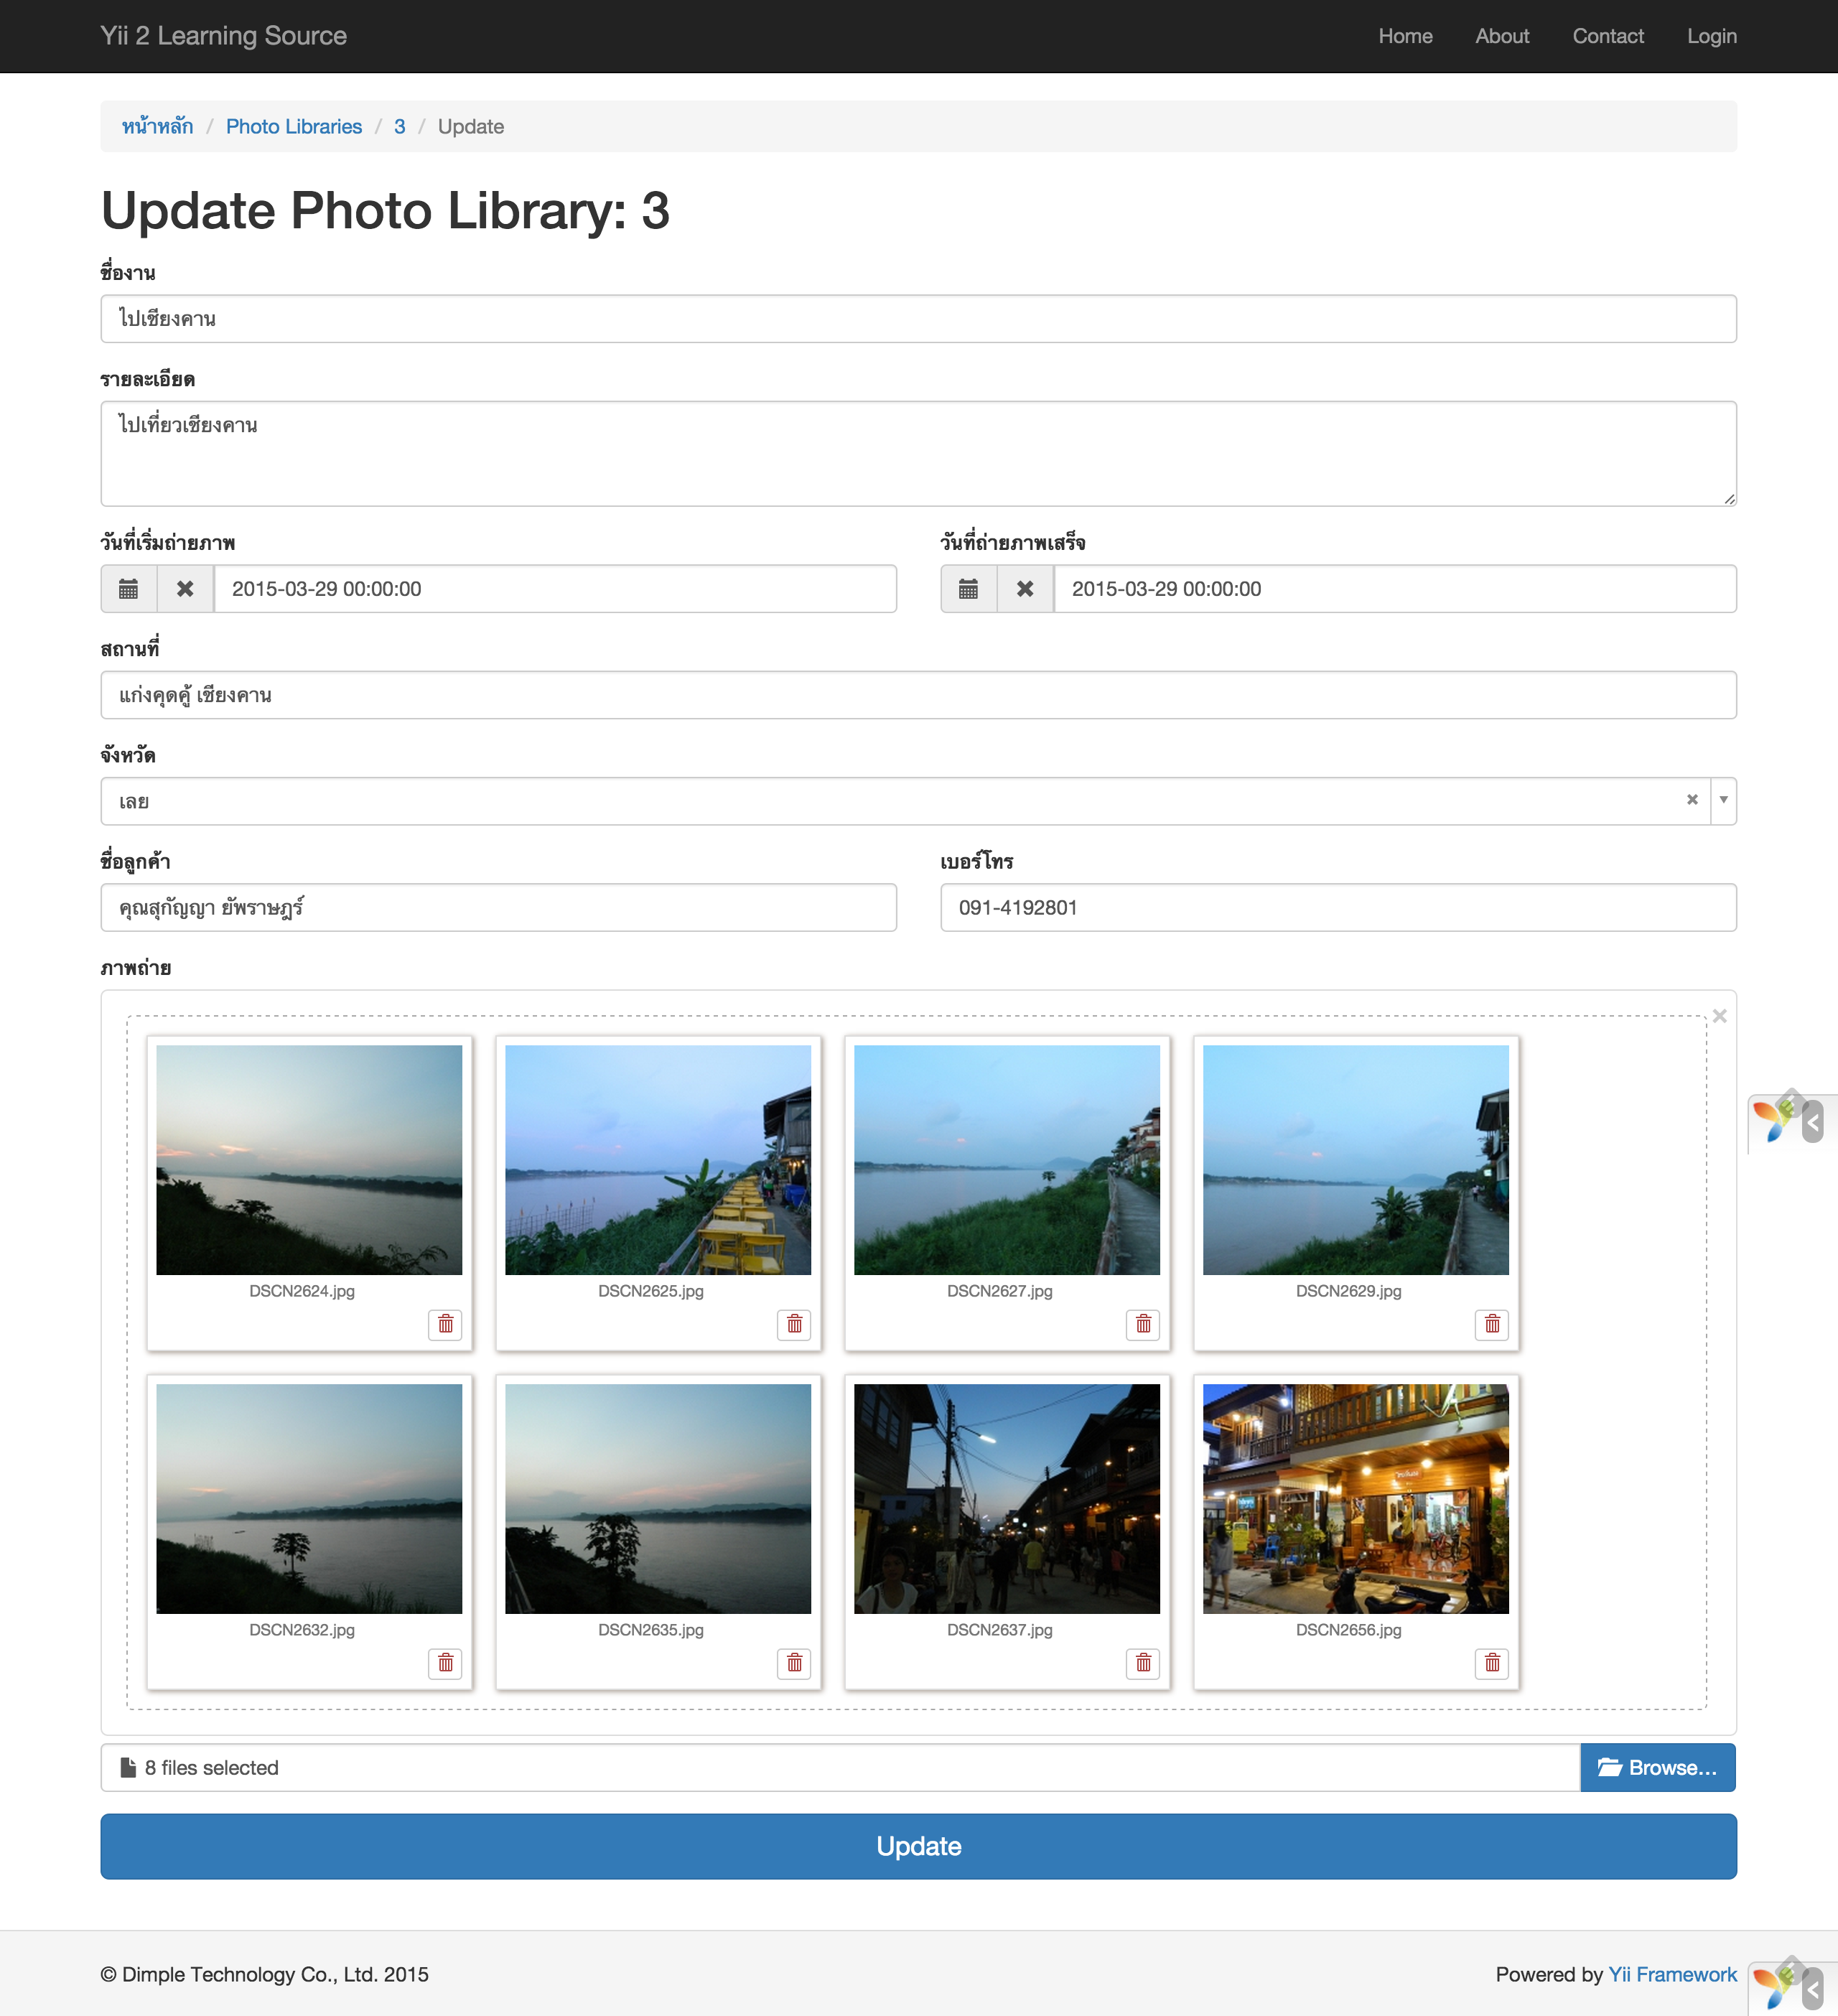 Yii 2 Learning Source Home About Contact Login
หน้าหลัก / Photo Libraries / 3 / Update
Update Photo Library: 3
ชื่องาน
ไปเชียงคาน
รายละเอียด
ไปเที่ยวเชียงคาน
วันที่เริ่มถ่ายภาพ วันที่ถ่ายภาพเสร็จ
2015-03-29 00:00:00 2015-03-29 00:00:00
สถานที่
แก่งคุดคู้ เชียงคาน
จังหวัด
เลย
ชื่อลูกค้า เบอร์โทร
คุณสุกัญญา ยัพราษฎร์ 091-4192801
ภาพถ่าย
DSCN2624.jpg DSCN2625.jpg DSCN2627.jpg DSCN2629.jpg
DSCN2632.jpg DSCN2635.jpg DSCN2637.jpg DSCN2656.jpg
8 files selected Browse...
Update
© Dimple Technology Co., Ltd. 2015 Powered by Yii Framework